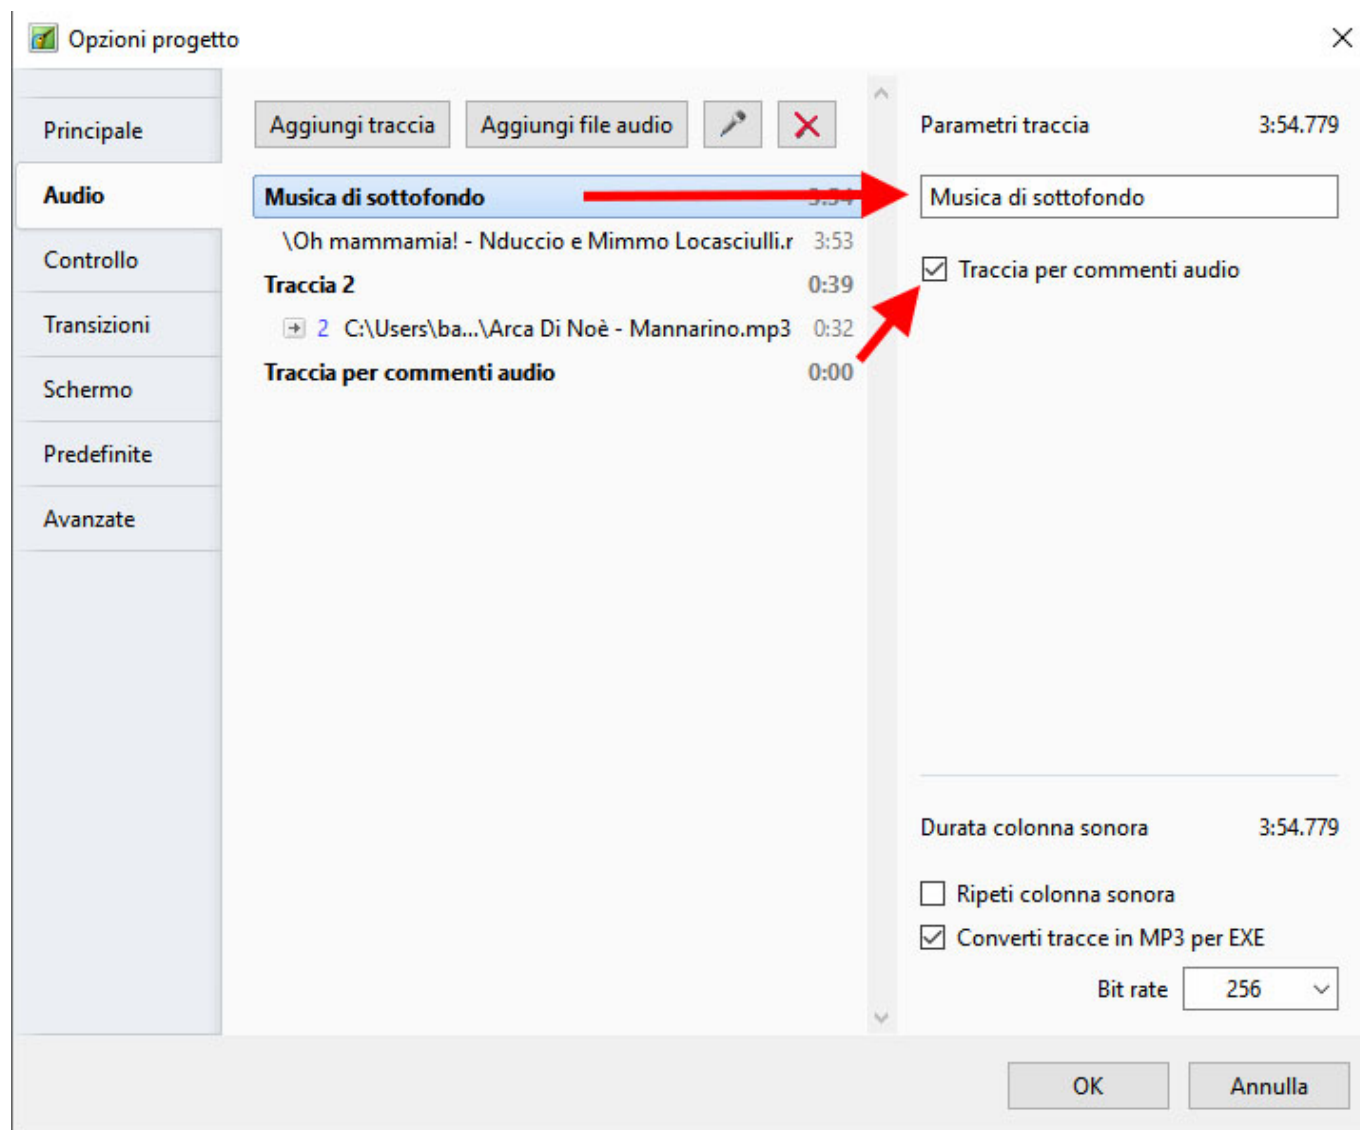 Opzioni progetto
Principale
Audio
Controllo
Transizioni
Schermo
Predefinite
Avanzate
Aggiungi traccia Aggiungi file audio
Musica di sottofondo
\Oh mammamia! - Nduccio e Mimmo Locasciulli.r 3:53
Traccia 2 0:39
2 C:\Users\ba...\Arca Di Noè - Mannarino.mp3 0:32
Traccia per commenti audio 0:00
Parametri traccia 3:54.779
Musica di sottofondo
Traccia per commenti audio
Durata colonna sonora 3:54.779
Ripeti colonna sonora
Converti tracce in MP3 per EXE
Bit rate 256
OK Annulla